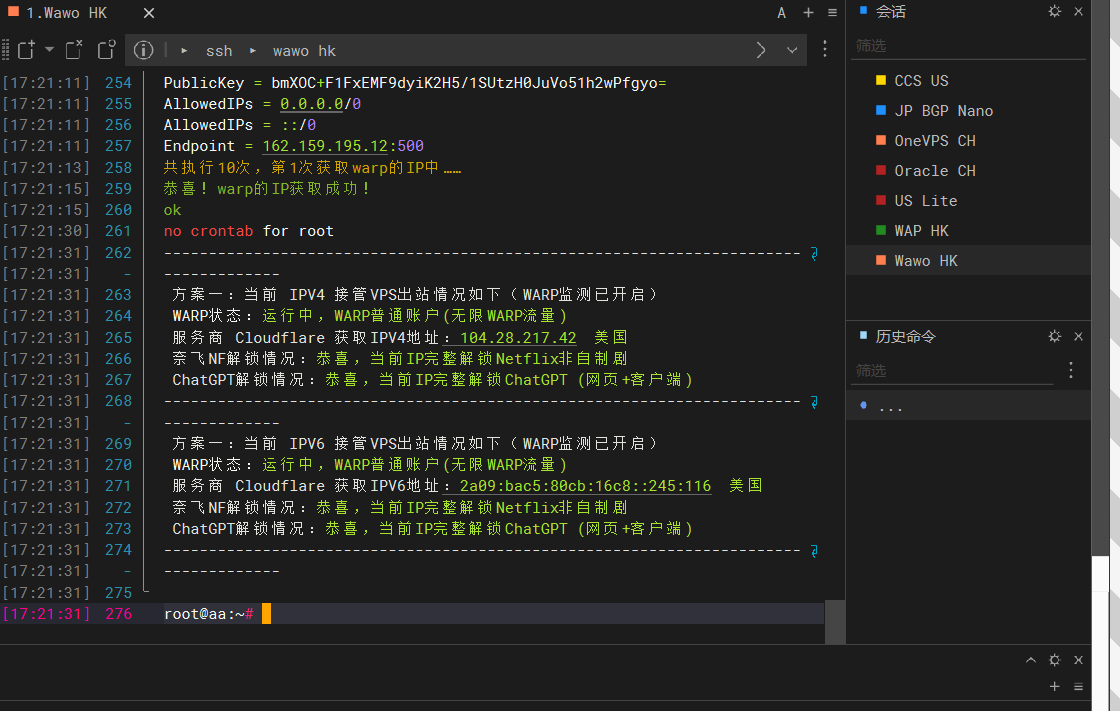 1.Wawo HK
A
ssh wawo hk
[17:21:11] 254 PublicKey = bmXOC+F1FxEMF9dyiK2H5/1SUtzH0JuVo51h2wPfgyo=
[17:21:11] 255 AllowedIPs = 0.0.0.0/0
[17:21:11] 256 AllowedIPs = ::/0
[17:21:11] 257 Endpoint = 162.159.195.12:500
[17:21:13] 258 共执行10次，第1次获取warp的IP中……
[17:21:15] 259 恭喜！warp的IP获取成功！
[17:21:15] 260 ok
[17:21:30] 261 no crontab for root
[17:21:31] 262 -----------------------------------------------------------------------
[17:21:31] - -------------
[17:21:31] 263 方案一：当前 IPV4 接管VPS出站情况如下（WARP监测已开启）
[17:21:31] 264 WARP状态：运行中，WARP普通账户(无限WARP流量)
[17:21:31] 265 服务商 Cloudflare 获取IPV4地址：104.28.217.42 美国
[17:21:31] 266 奈飞NF解锁情况：恭喜，当前IP完整解锁Netflix非自制剧
[17:21:31] 267 ChatGPT解锁情况：恭喜，当前IP完整解锁ChatGPT (网页+客户端)
[17:21:31] 268 -----------------------------------------------------------------------
[17:21:31] - -------------
[17:21:31] 269 方案一：当前 IPV6 接管VPS出站情况如下（WARP监测已开启）
[17:21:31] 270 WARP状态：运行中，WARP普通账户(无限WARP流量)
[17:21:31] 271 服务商 Cloudflare 获取IPV6地址：2a09:bac5:80cb:16c8::245:116 美国
[17:21:31] 272 奈飞NF解锁情况：恭喜，当前IP完整解锁Netflix非自制剧
[17:21:31] 273 ChatGPT解锁情况：恭喜，当前IP完整解锁ChatGPT (网页+客户端)
[17:21:31] 274 -----------------------------------------------------------------------
[17:21:31] - -------------
[17:21:31] 275
[17:21:31] 276 root@aa:~#
会话
筛选
CCS US
JP BGP Nano
OneVPS CH
Oracle CH
US Lite
WAP HK
Wawo HK
历史命令
筛选
...